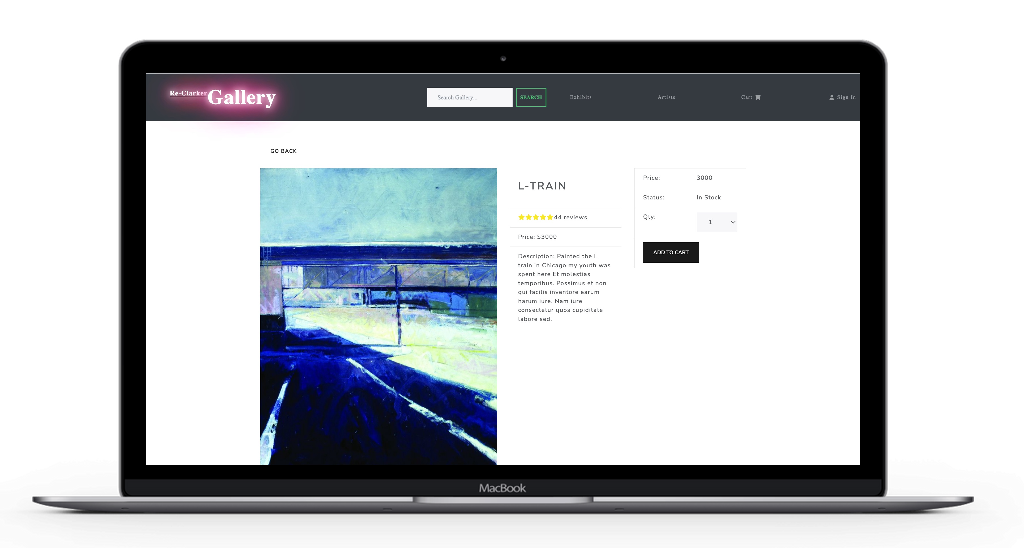 Re-Clarker Gallery
Search Gallery...
SEARCH
Exhibits
Artists
Cart
Sign In
GO BACK
L-TRAIN
44 reviews
Price: $3000
Description: Painted the L
train in Chicago my youth was
spent here Et molestias
temporibus. Possimus et non
qui facilis inventore earum
harum iure. Nam iure
consectetur quos cupiditate
labore sed.
Price: 3000
Status: In Stock
Qty: 1
ADD TO CART
MacBook